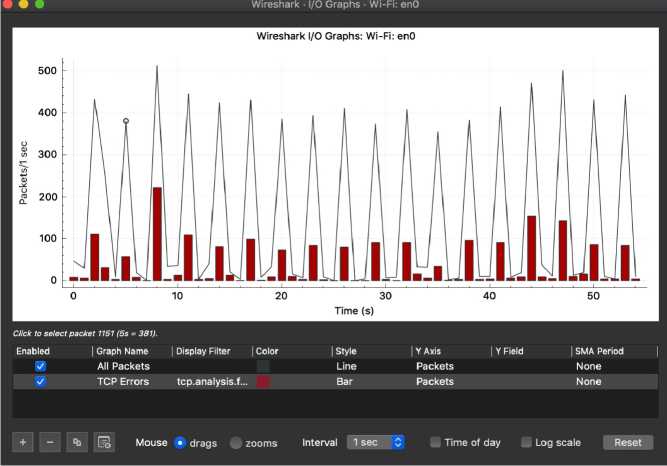 Wireshark · I/O Graphs · Wi-Fi: en0
Wireshark I/O Graphs: Wi-Fi: en0
500
400
300
200
100
0
Packets/1 sec
0 10 20 30 40 50
Time (s)
Click to select packet 1151 (5s = 381).
Enabled Graph Name Display Filter Color Style Y Axis Y Field SMA Period
All Packets Line Packets None
TCP Errors tcp.analysis.f... Bar Packets None
+ − Mouse drags zooms Interval 1 sec Time of day Log scale Reset